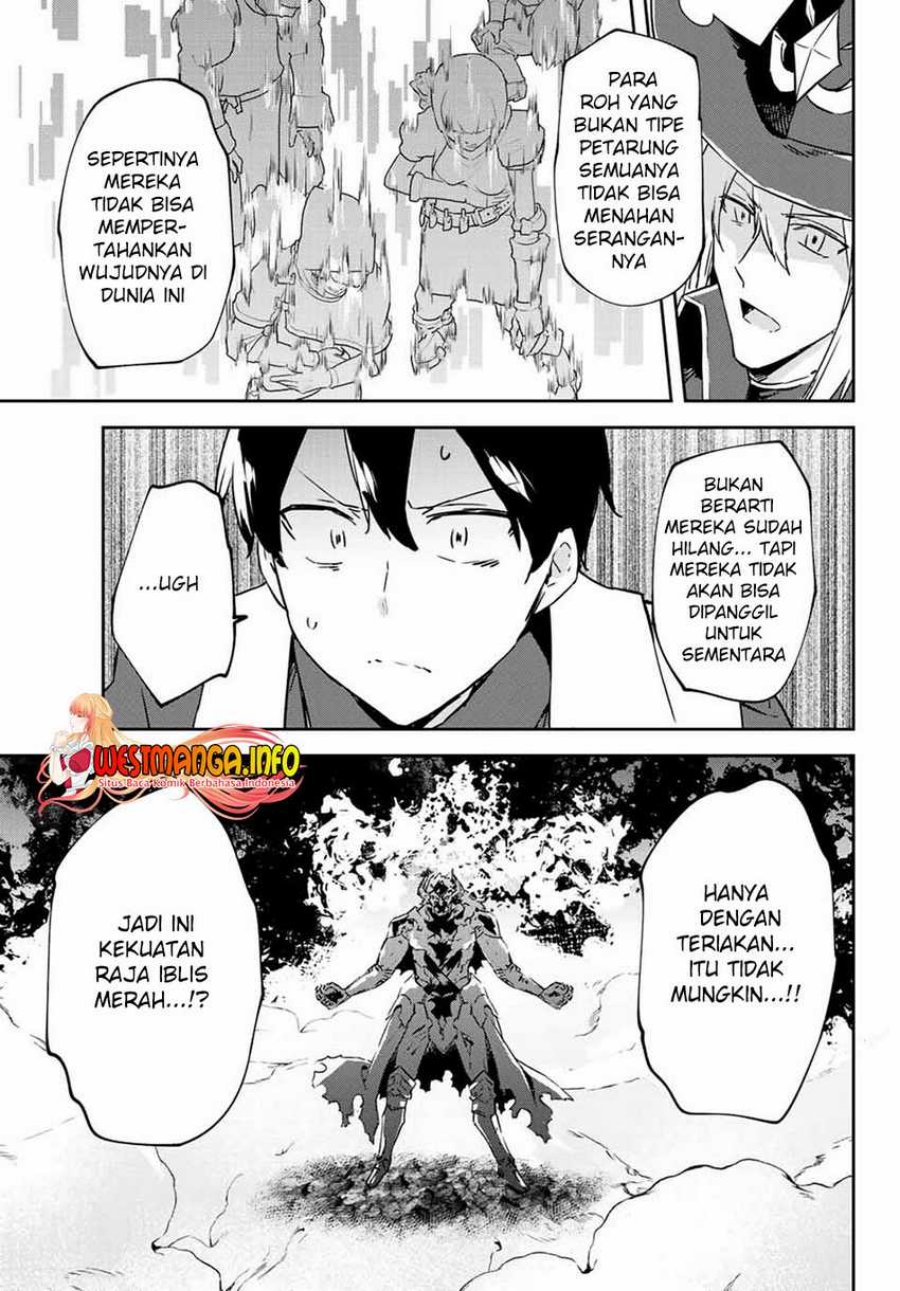 PARA
ROH YANG
BUKAN TIPE
PETARUNG
SEMUANYA
TIDAK BISA
MENAHAN
SERANGAN-
NYA
SEPERTINYA
MEREKA
TIDAK BISA
MEMPER-
TAHANKAN
WUJUDNYA DI
DUNIA INI
BUKAN
BERARTI
MEREKA SUDAH
HILANG... TAPI
MEREKA TIDAK
AKAN BISA
DIPANGGIL
UNTUK
SEMENTARA
...UGH
WESTMANGA.INFO
Situs Baca Komik Berbahasa Indonesia
HANYA
DENGAN
TERIAKAN...
ITU TIDAK
MUNGKIN...!!
JADI INI
KEKUATAN
RAJA IBLIS
MERAH...!?